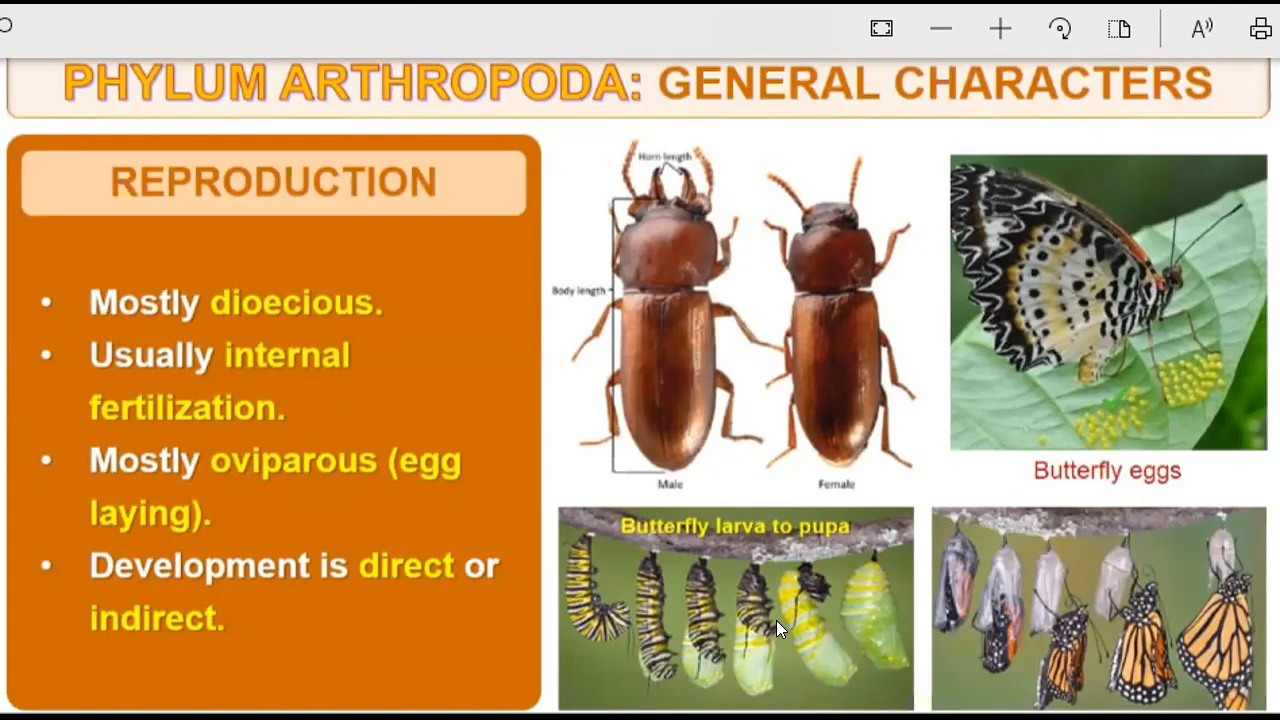 PHYLUM ARTHROPODA: GENERAL CHARACTERS
REPRODUCTION
• Mostly dioecious.
• Usually internal
fertilization.
• Mostly oviparous (egg
laying).
• Development is direct or
indirect.
Horn length
Body length
Male
Female
Butterfly eggs
Butterfly larva to pupa